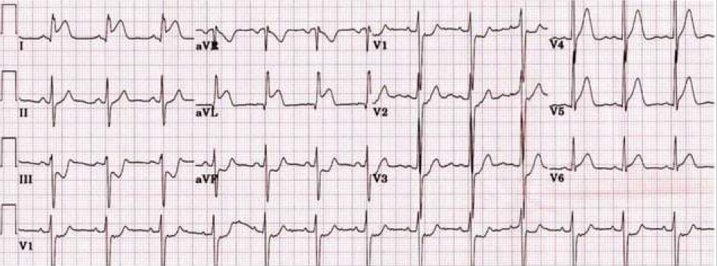 I aVR V1 V4
II aVL V2 V5
III aVF V3 V6
V1